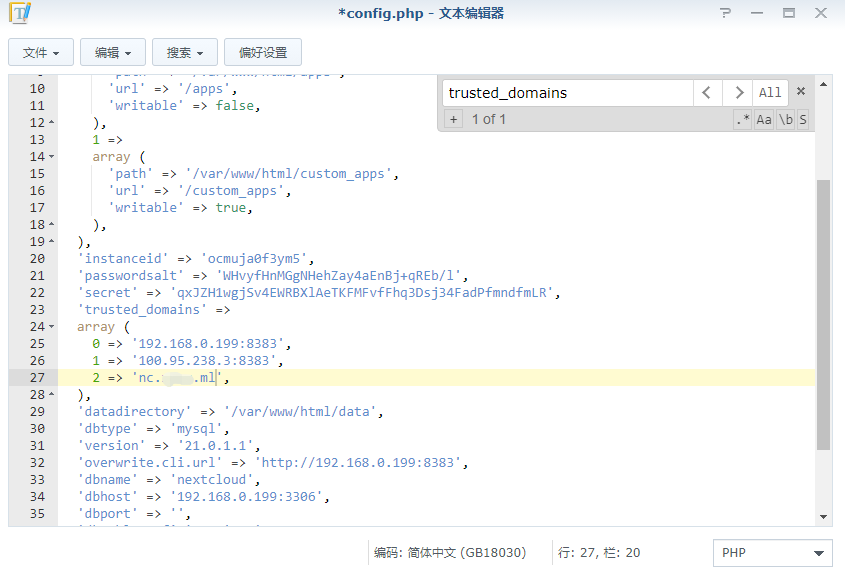 *config.php - 文本编辑器
文件 编辑 搜索 偏好设置
trusted_domains All
+ 1 of 1 .* Aa \b S
10 'url' => '/apps',
11 'writable' => false,
12 ),
13 1 =>
14 array (
15 'path' => '/var/www/html/custom_apps',
16 'url' => '/custom_apps',
17 'writable' => true,
18 ),
19 ),
20 'instanceid' => 'ocmuja0f3ym5',
21 'passwordsalt' => 'WHvyfHnMGgNHehZay4aEnBj+qREb/l',
22 'secret' => 'qxJZH1wgjSv4EWRBXlAeTKFMFvfFhq3Dsj34FadPfmndfmLR',
23 'trusted_domains' =>
24 array (
25 0 => '192.168.0.199:8383',
26 1 => '100.95.238.3:8383',
27 2 => 'nc. .ml',
28 ),
29 'datadirectory' => '/var/www/html/data',
30 'dbtype' => 'mysql',
31 'version' => '21.0.1.1',
32 'overwrite.cli.url' => 'http://192.168.0.199:8383',
33 'dbname' => 'nextcloud',
34 'dbhost' => '192.168.0.199:3306',
35 'dbport' => '',
编码: 简体中文 (GB18030) 行: 27, 栏: 20 PHP